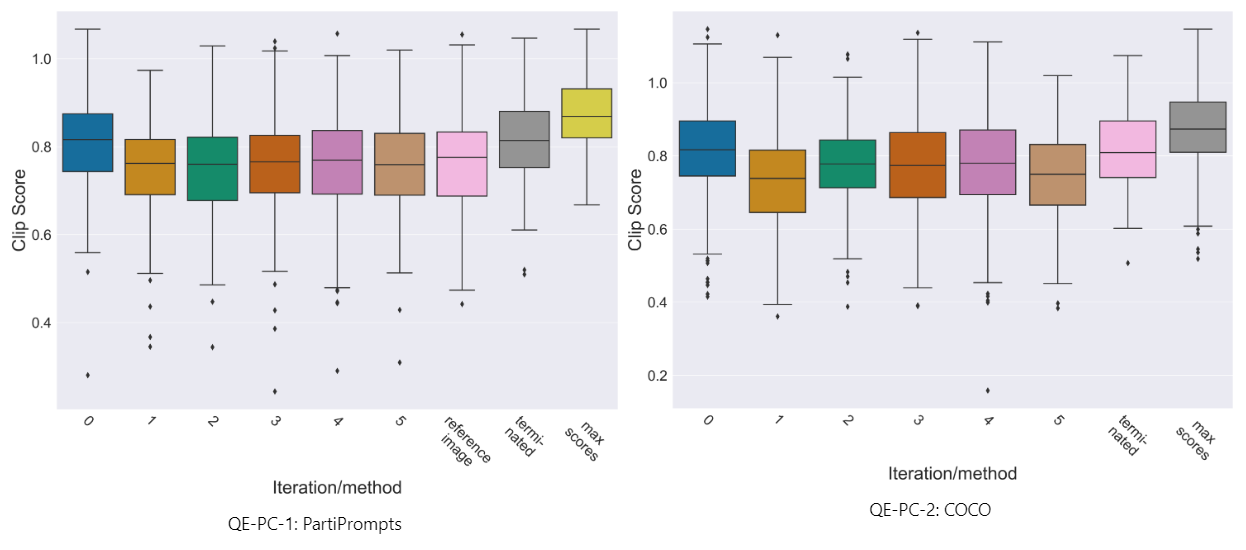 Clip Score
1.0
0.8
0.6
0.4
0
1
2
3
4
5
reference
image
termi-
nated
max
scores
Iteration/method
QE-PC-1: PartiPrompts
Clip Score
1.0
0.8
0.6
0.4
0.2
0
1
2
3
4
5
termi-
nated
max
scores
Iteration/method
QE-PC-2: COCO